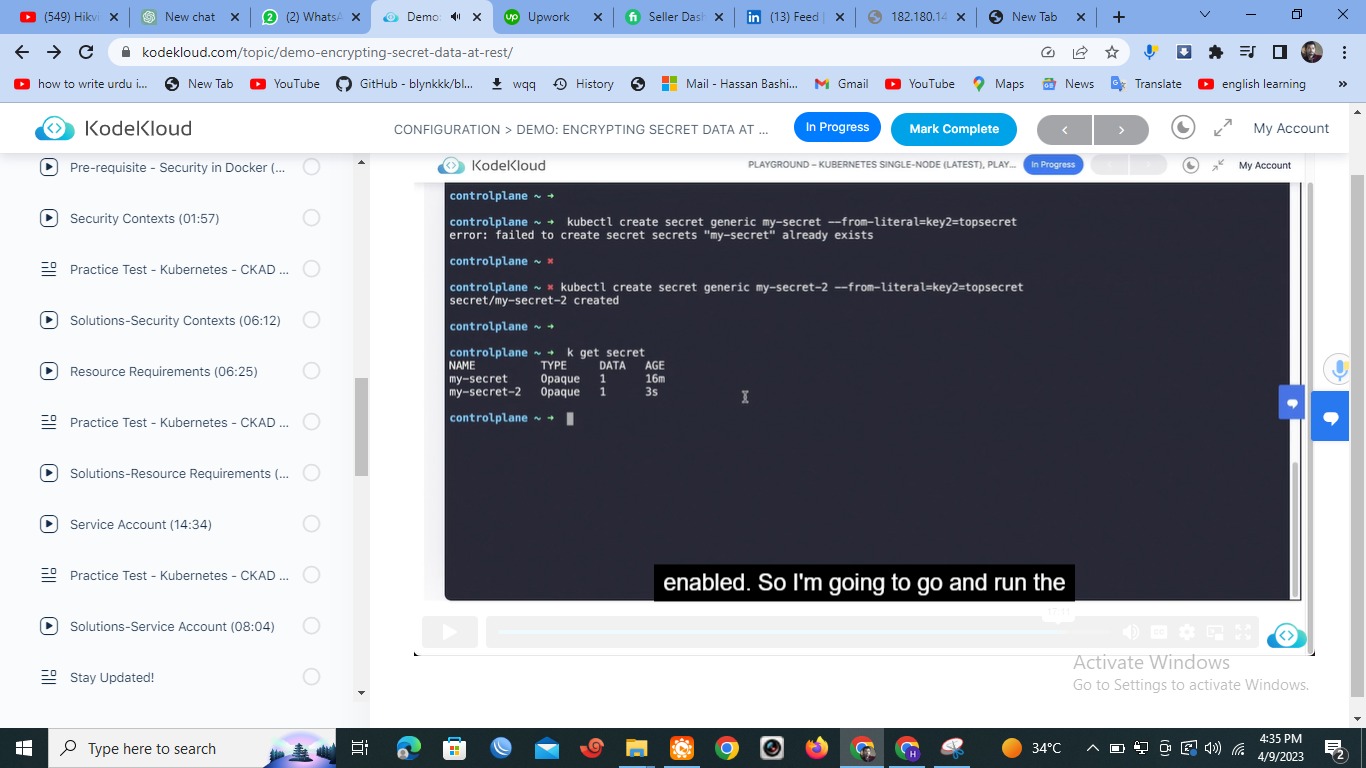 (549) Hikvi
New chat
(2) WhatsA
Demo:
Upwork
Seller Dash
(13) Feed |
182.180.14
New Tab
kodekloud.com/topic/demo-encrypting-secret-data-at-rest/
how to write urdu i...
New Tab
YouTube
GitHub - blynkkk/bl...
wqq
History
Mail - Hassan Bashi...
Gmail
YouTube
Maps
News
Translate
english learning
»
KodeKloud
CONFIGURATION > DEMO: ENCRYPTING SECRET DATA AT ...
In Progress
Mark Complete
My Account
Pre-requisite - Security in Docker (...
Security Contexts (01:57)
Practice Test - Kubernetes - CKAD ...
Solutions-Security Contexts (06:12)
Resource Requirements (06:25)
Practice Test - Kubernetes - CKAD ...
Solutions-Resource Requirements (...
Service Account (14:34)
Practice Test - Kubernetes - CKAD ...
Solutions-Service Account (08:04)
Stay Updated!
KodeKloud
PLAYGROUND – KUBERNETES SINGLE-NODE (LATEST), PLAY...
In Progress
My Account
controlplane ~ ➜
controlplane ~ ➜ kubectl create secret generic my-secret --from-literal=key2=topsecret
error: failed to create secret secrets "my-secret" already exists
controlplane ~ ✖
controlplane ~ ✖ kubectl create secret generic my-secret-2 --from-literal=key2=topsecret
secret/my-secret-2 created
controlplane ~ ➜
controlplane ~ ➜ k get secret
NAME TYPE DATA AGE
my-secret Opaque 1 16m
my-secret-2 Opaque 1 3s
controlplane ~ ➜
enabled. So I'm going to go and run the
Activate Windows
Go to Settings to activate Windows.
Type here to search
34°C
4:35 PM
4/9/2023
2